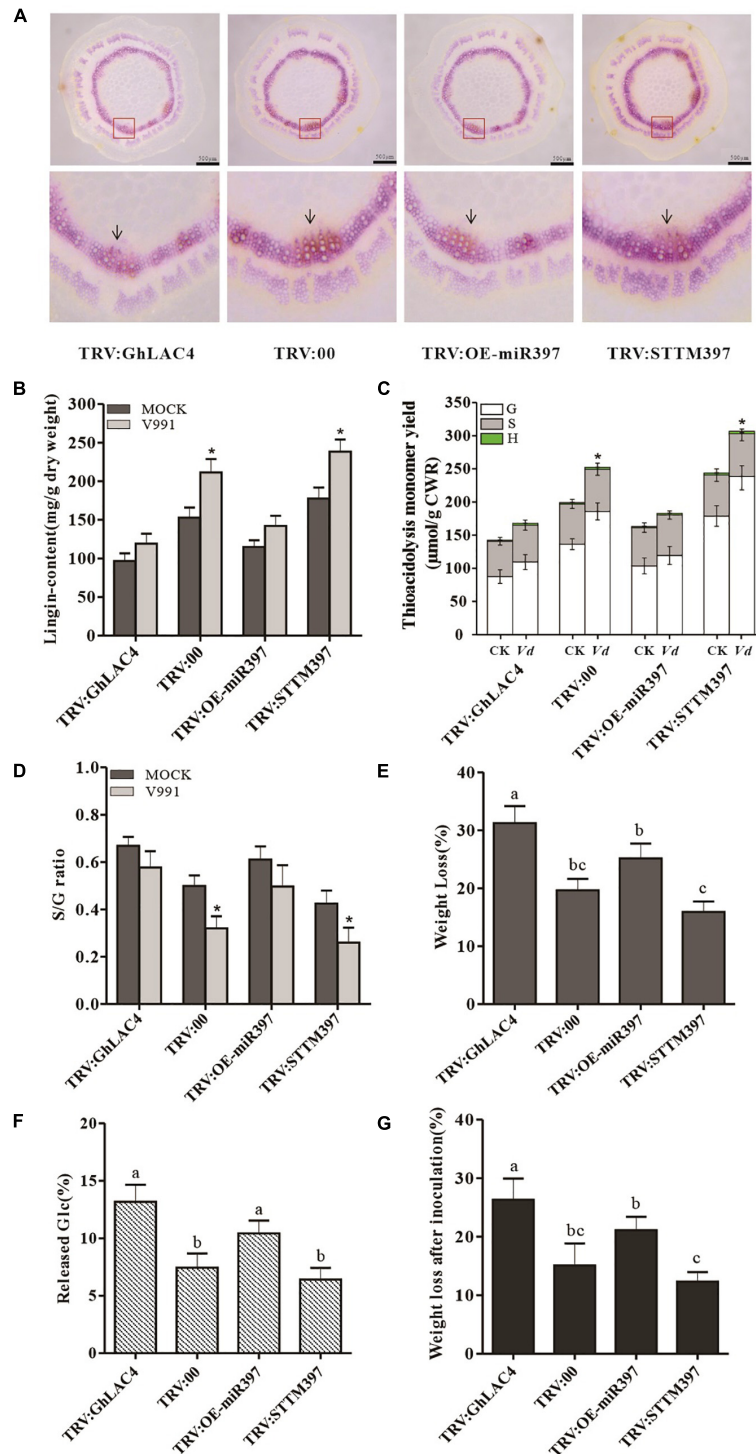 A
500μm 500μm 500μm 500μm
TRV:GhLAC4 TRV:00 TRV:OE-miR397 TRV:STTM397
B
Lingin-content(mg/g dry weight)
300
250
200
150
100
50
0
MOCK
V991
* *
TRV:GhLAC4 TRV:00 TRV:OE-miR397 TRV:STTM397
C
Thioacidolysis monomer yield
(μmol/g CWR)
350
300
250
200
150
100
50
0
G
S
H
* *
CK Vd CK Vd CK Vd CK Vd
TRV:GhLAC4 TRV:00 TRV:OE-miR397 TRV:STTM397
D
S/G ratio
1.0
0.8
0.6
0.4
0.2
0.0
MOCK
V991
* *
TRV:GhLAC4 TRV:00 TRV:OE-miR397 TRV:STTM397
E
Weight Loss(%)
40
30
20
10
0
a bc b c
TRV:GhLAC4 TRV:00 TRV:OE-miR397 TRV:STTM397
F
Released Glc(%)
20
15
10
5
0
a b a b
TRV:GhLAC4 TRV:00 TRV:OE-miR397 TRV:STTM397
G
Weight loss after inoculation(%)
40
30
20
10
0
a bc b c
TRV:GhLAC4 TRV:00 TRV:OE-miR397 TRV:STTM397